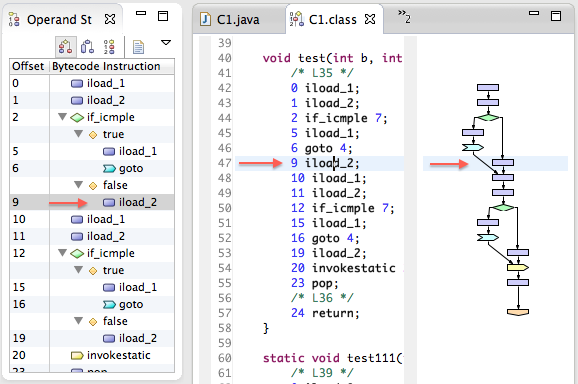 Operand St
Offset Bytecode Instruction
0 iload_1
1 iload_2
2 if_icmple
true
5 iload_1
6 goto
false
9 iload_2
10 iload_1
11 iload_2
12 if_icmple
true
15 iload_1
16 goto
false
19 iload_2
20 invokestatic
23 pop
C1.java C1.class »2
39
40 void test(int b, int
41 /* L35 */
42 0 iload_1;
43 1 iload_2;
44 2 if_icmple 7;
45 5 iload_1;
46 6 goto 4;
47 9 iload_2;
48 10 iload_1;
49 11 iload_2;
50 12 if_icmple 7;
51 15 iload_1;
52 16 goto 4;
53 19 iload_2;
54 20 invokestatic
55 23 pop;
56 /* L36 */
57 24 return;
58 }
59
60 static void test111(
61 /* L39 */